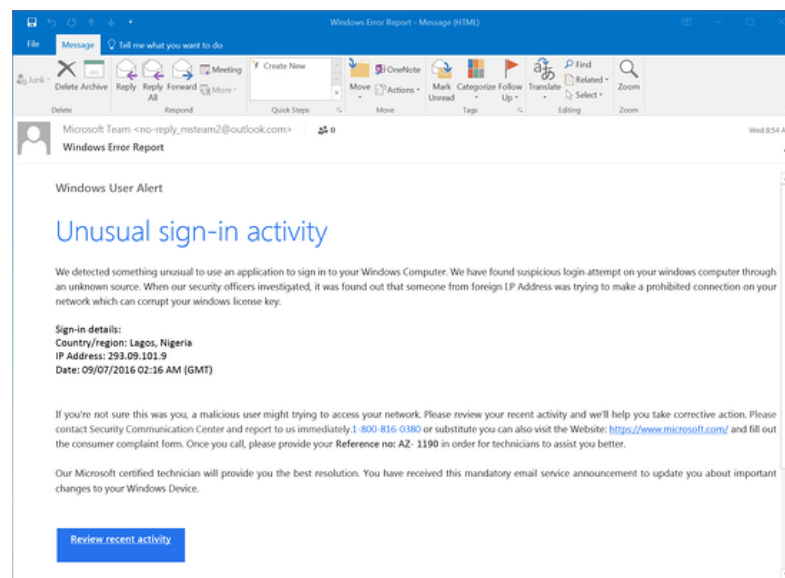 Windows Error Report - Message (HTML)
File Message Tell me what you want to do
Junk Delete Archive Reply Reply All Forward Meeting More Create New Move OneNote Actions Mark Unread Categorize Follow Up Translate Find Related Select Zoom
Delete Respond Quick Steps Move Tags Editing Zoom
Microsoft Team <no-reply_msteam2@outlook.com> 0
Wed 8:54 A
Windows Error Report
Windows User Alert
Unusual sign-in activity
We detected something unusual to use an application to sign in to your Windows Computer. We have found suspicious login attempt on your windows computer through
an unknown source. When our security officers investigated, it was found out that someone from foreign I.P Address was trying to make a prohibited connection on your
network which can corrupt your windows license key.
Sign-in details:
Country/region: Lagos, Nigeria
IP Address: 293.09.101.9
Date: 09/07/2016 02:16 AM (GMT)
If you're not sure this was you, a malicious user might trying to access your network. Please review your recent activity and we'll help you take corrective action. Please
contact Security Communication Center and report to us immediately.1-800-816-0380 or substitute you can also visit the Website: https://www.microsoft.com/ and fill out
the consumer complaint form. Once you call, please provide your Reference no: AZ- 1190 in order for technicians to assist you better.
Our Microsoft certified technician will provide you the best resolution. You have received this mandatory email service announcement to update you about important
changes to your Windows Device.
Review recent activity